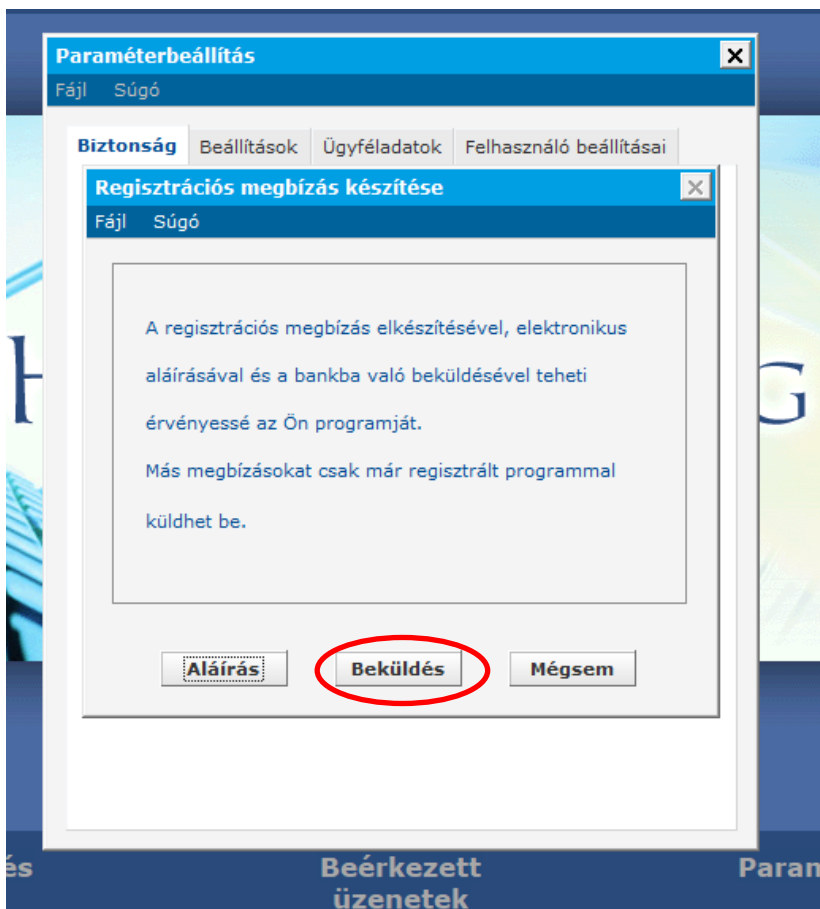 Paraméterbeállítás
Fájl Súgó
Biztonság Beállítások Ügyféladatok Felhasználó beállításai
Regisztrációs megbízás készítése
Fájl Súgó
A regisztrációs megbízás elkészítésével, elektronikus
aláírásával és a bankba való beküldésével teheti
érvényessé az Ön programját.
Más megbízásokat csak már regisztrált programmal
küldhet be.
H G
Aláírás Beküldés Mégsem
és Beérkezett Param
üzenetek